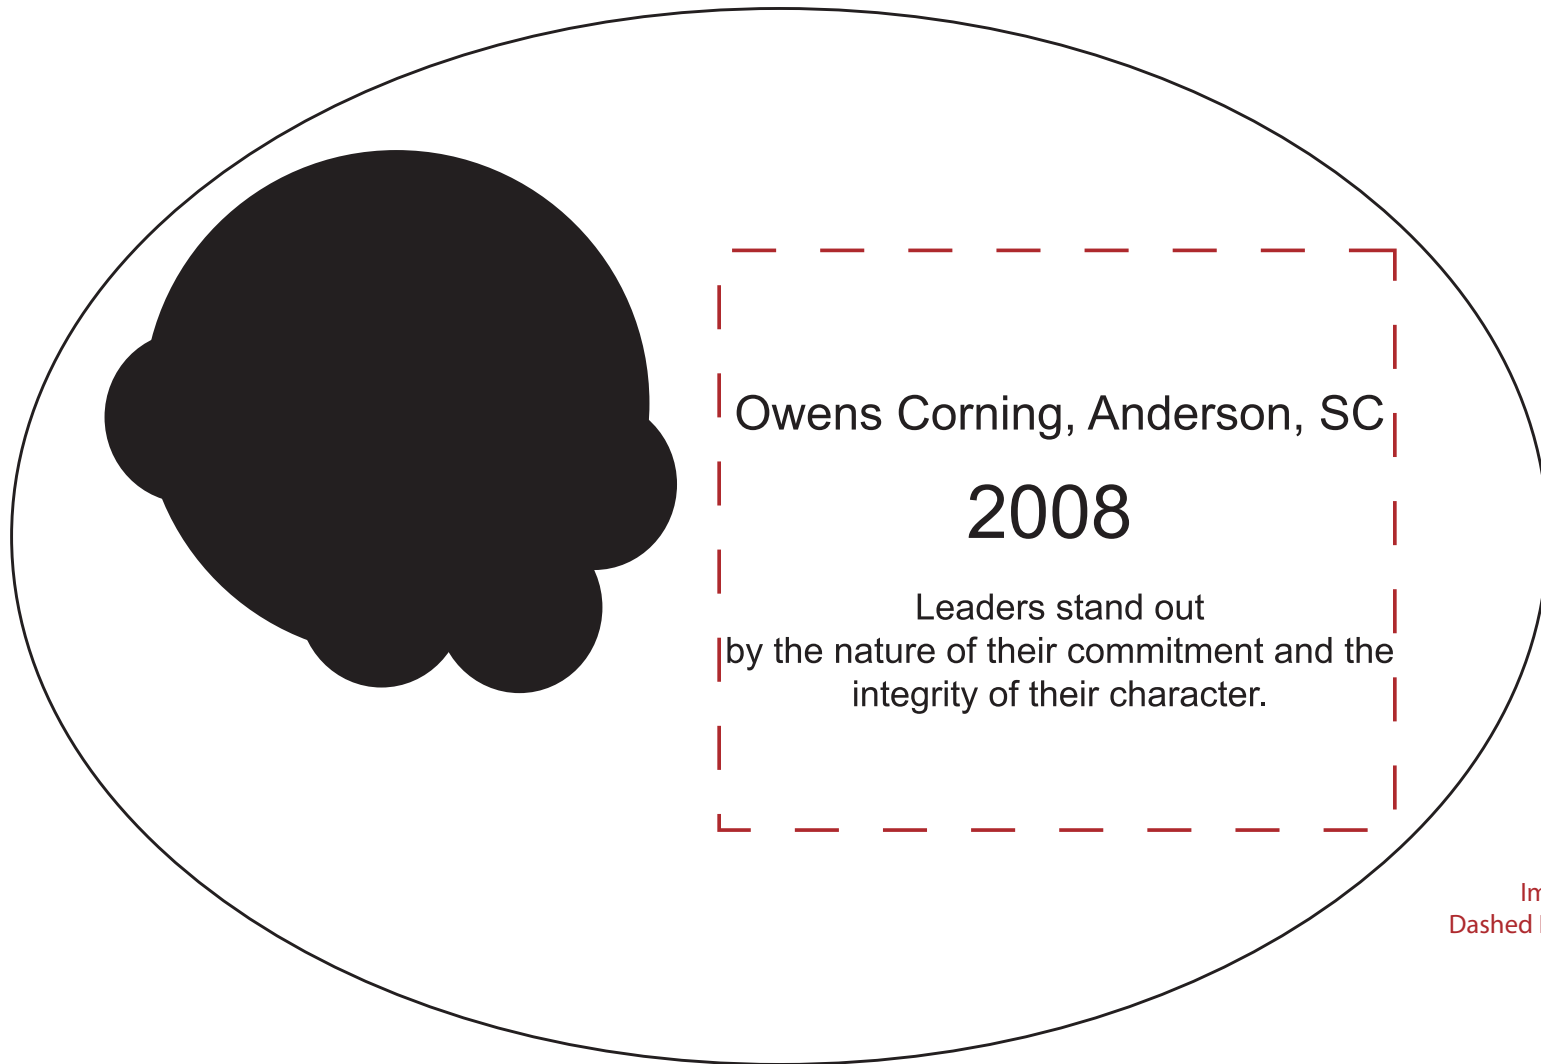 Owens Corning, Anderson, SC
2008
Leaders stand out
by the nature of their commitment and the
integrity of their character.
Dashed